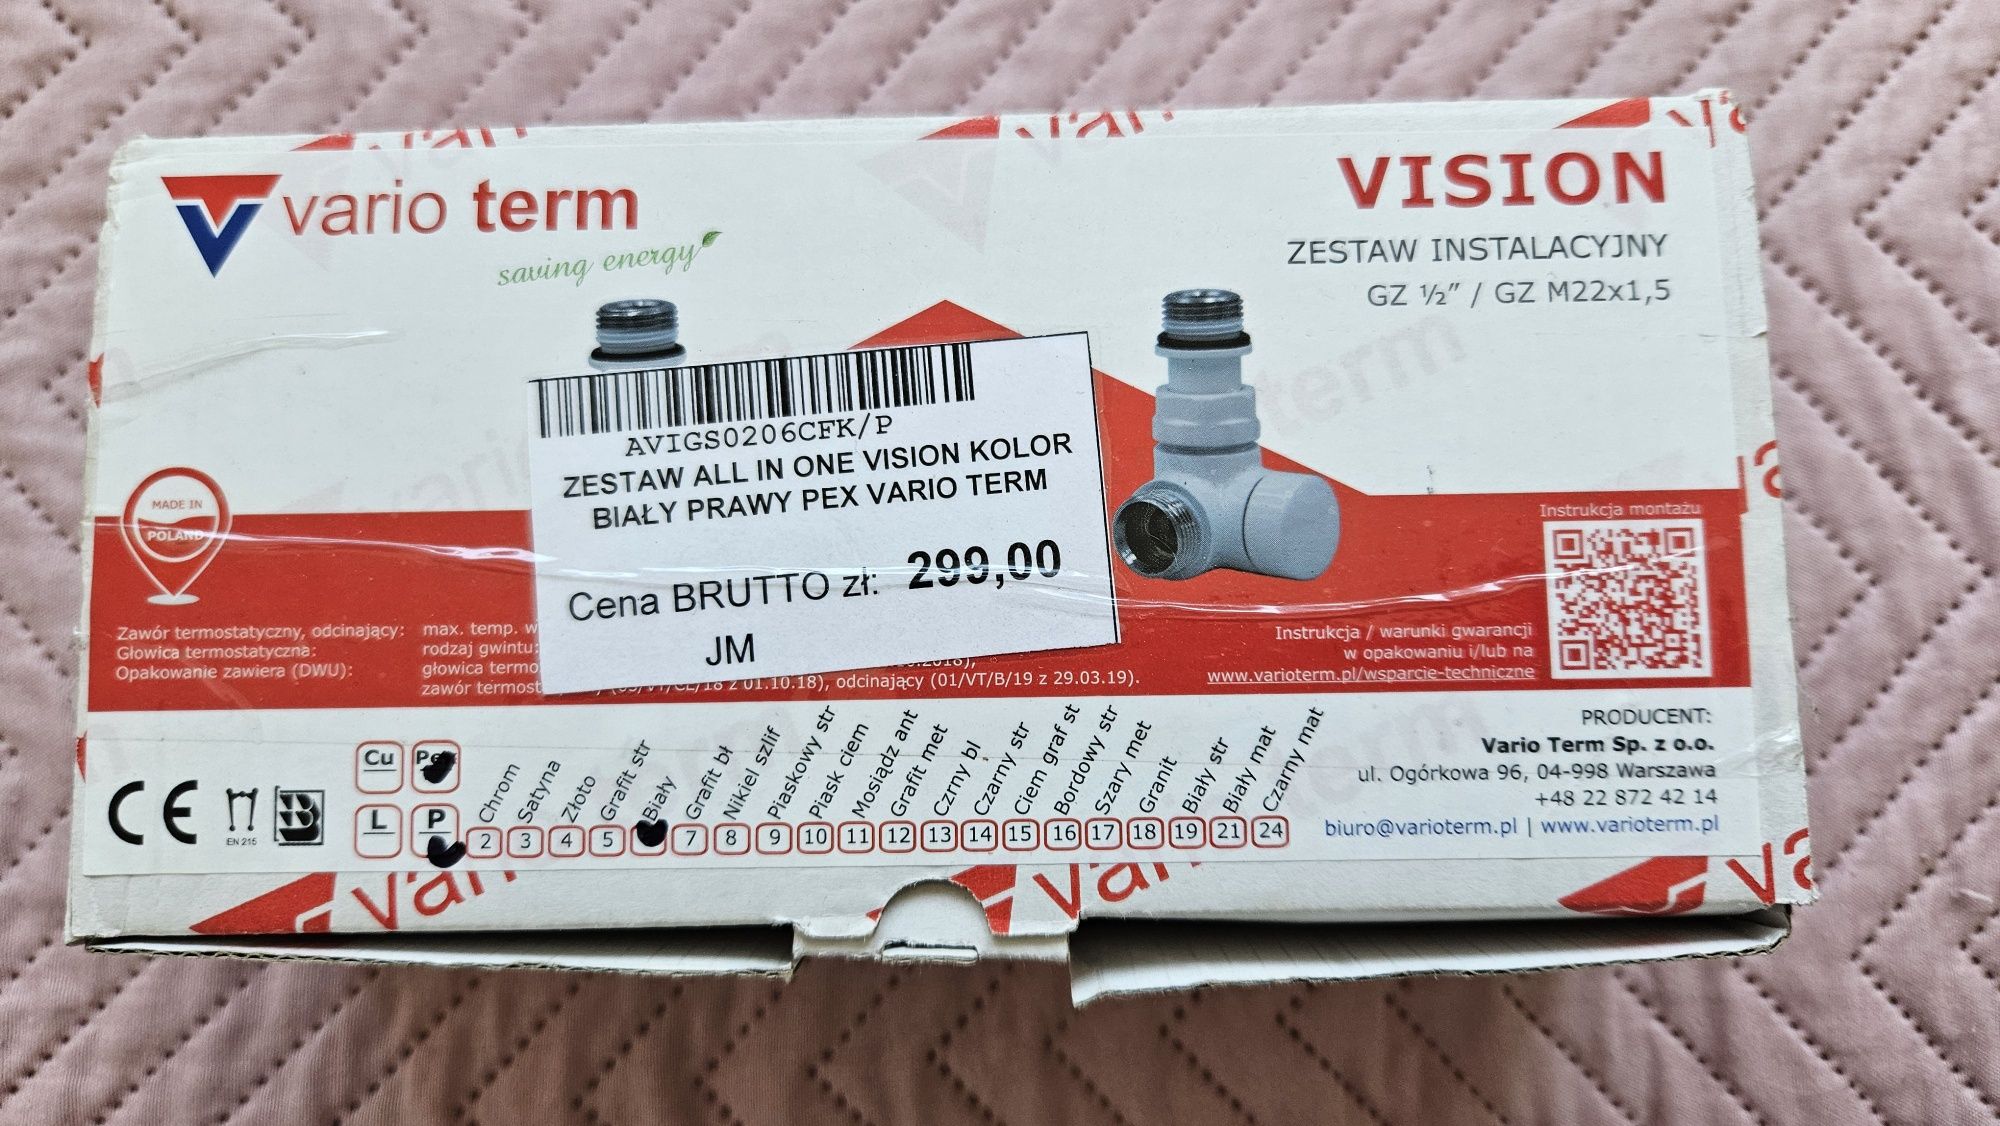 vario term
saving energy
VISION
ZESTAW INSTALACYJNY
GZ ½" / GZ M22x1,5
AVIGS0206CFK/P
ZESTAW ALL IN ONE VISION KOLOR
BIAŁY PRAWY PEX VARIO TERM
Cena BRUTTO zł: 299,00
JM
MADE IN
POLAND
Instrukcja montażu
Zawór termostatyczny, odcinający: max. temp. w
Głowica termostatyczna: rodzaj gwintu:
Opakowanie zawiera (DWU): głowica termo
zawór termost
z 01.10.18), odcinający (01/VT/B/19 z 29.03.19).
Instrukcja / warunki gwarancji
w opakowaniu i/lub na
www.varioterm.pl/wsparcie-techniczne
CE
EN 215
Cu Pex
L P
Chrom Satyna Złoto Grafit str Biały Grafit bł Nikiel szlif Piaskowy str Piask ciem Mosiądz ant Grafit met Czrny bl Czarny str Ciem graf st Bordowy str Szary met Granit Biały str Biały mat Czarny mat
2 3 4 5 7 8 9 10 11 12 13 14 15 16 17 18 19 21 24
PRODUCENT:
Vario Term Sp. z o.o.
ul. Ogórkowa 96, 04-998 Warszawa
+48 22 872 42 14
biuro@varioterm.pl | www.varioterm.pl